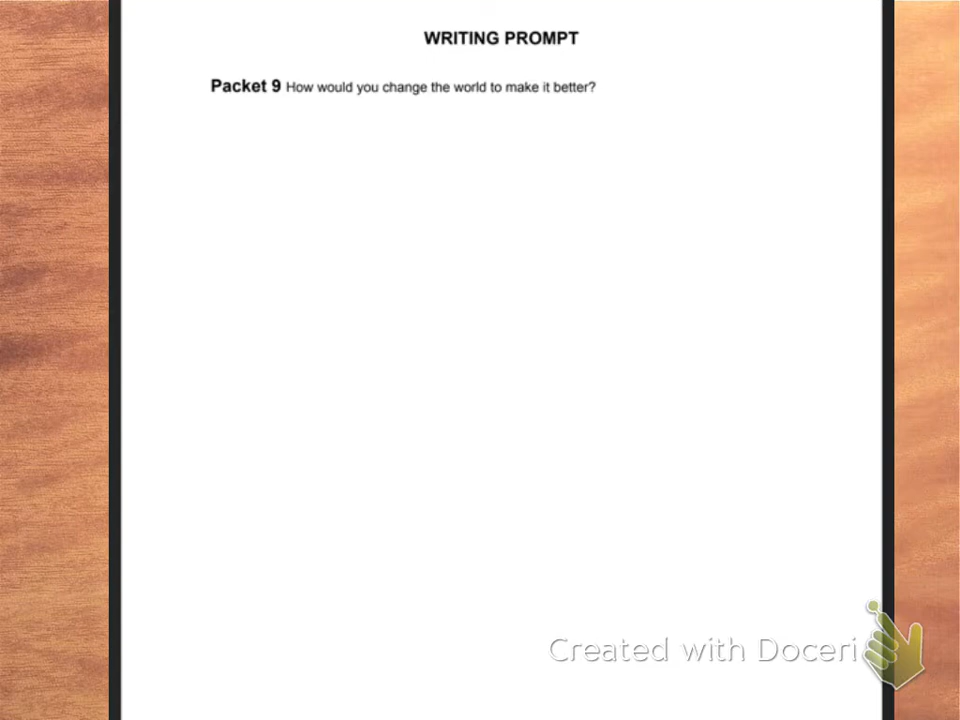 WRITING PROMPT
Packet 9 How would you change the world to make it better?
Created with Doceri